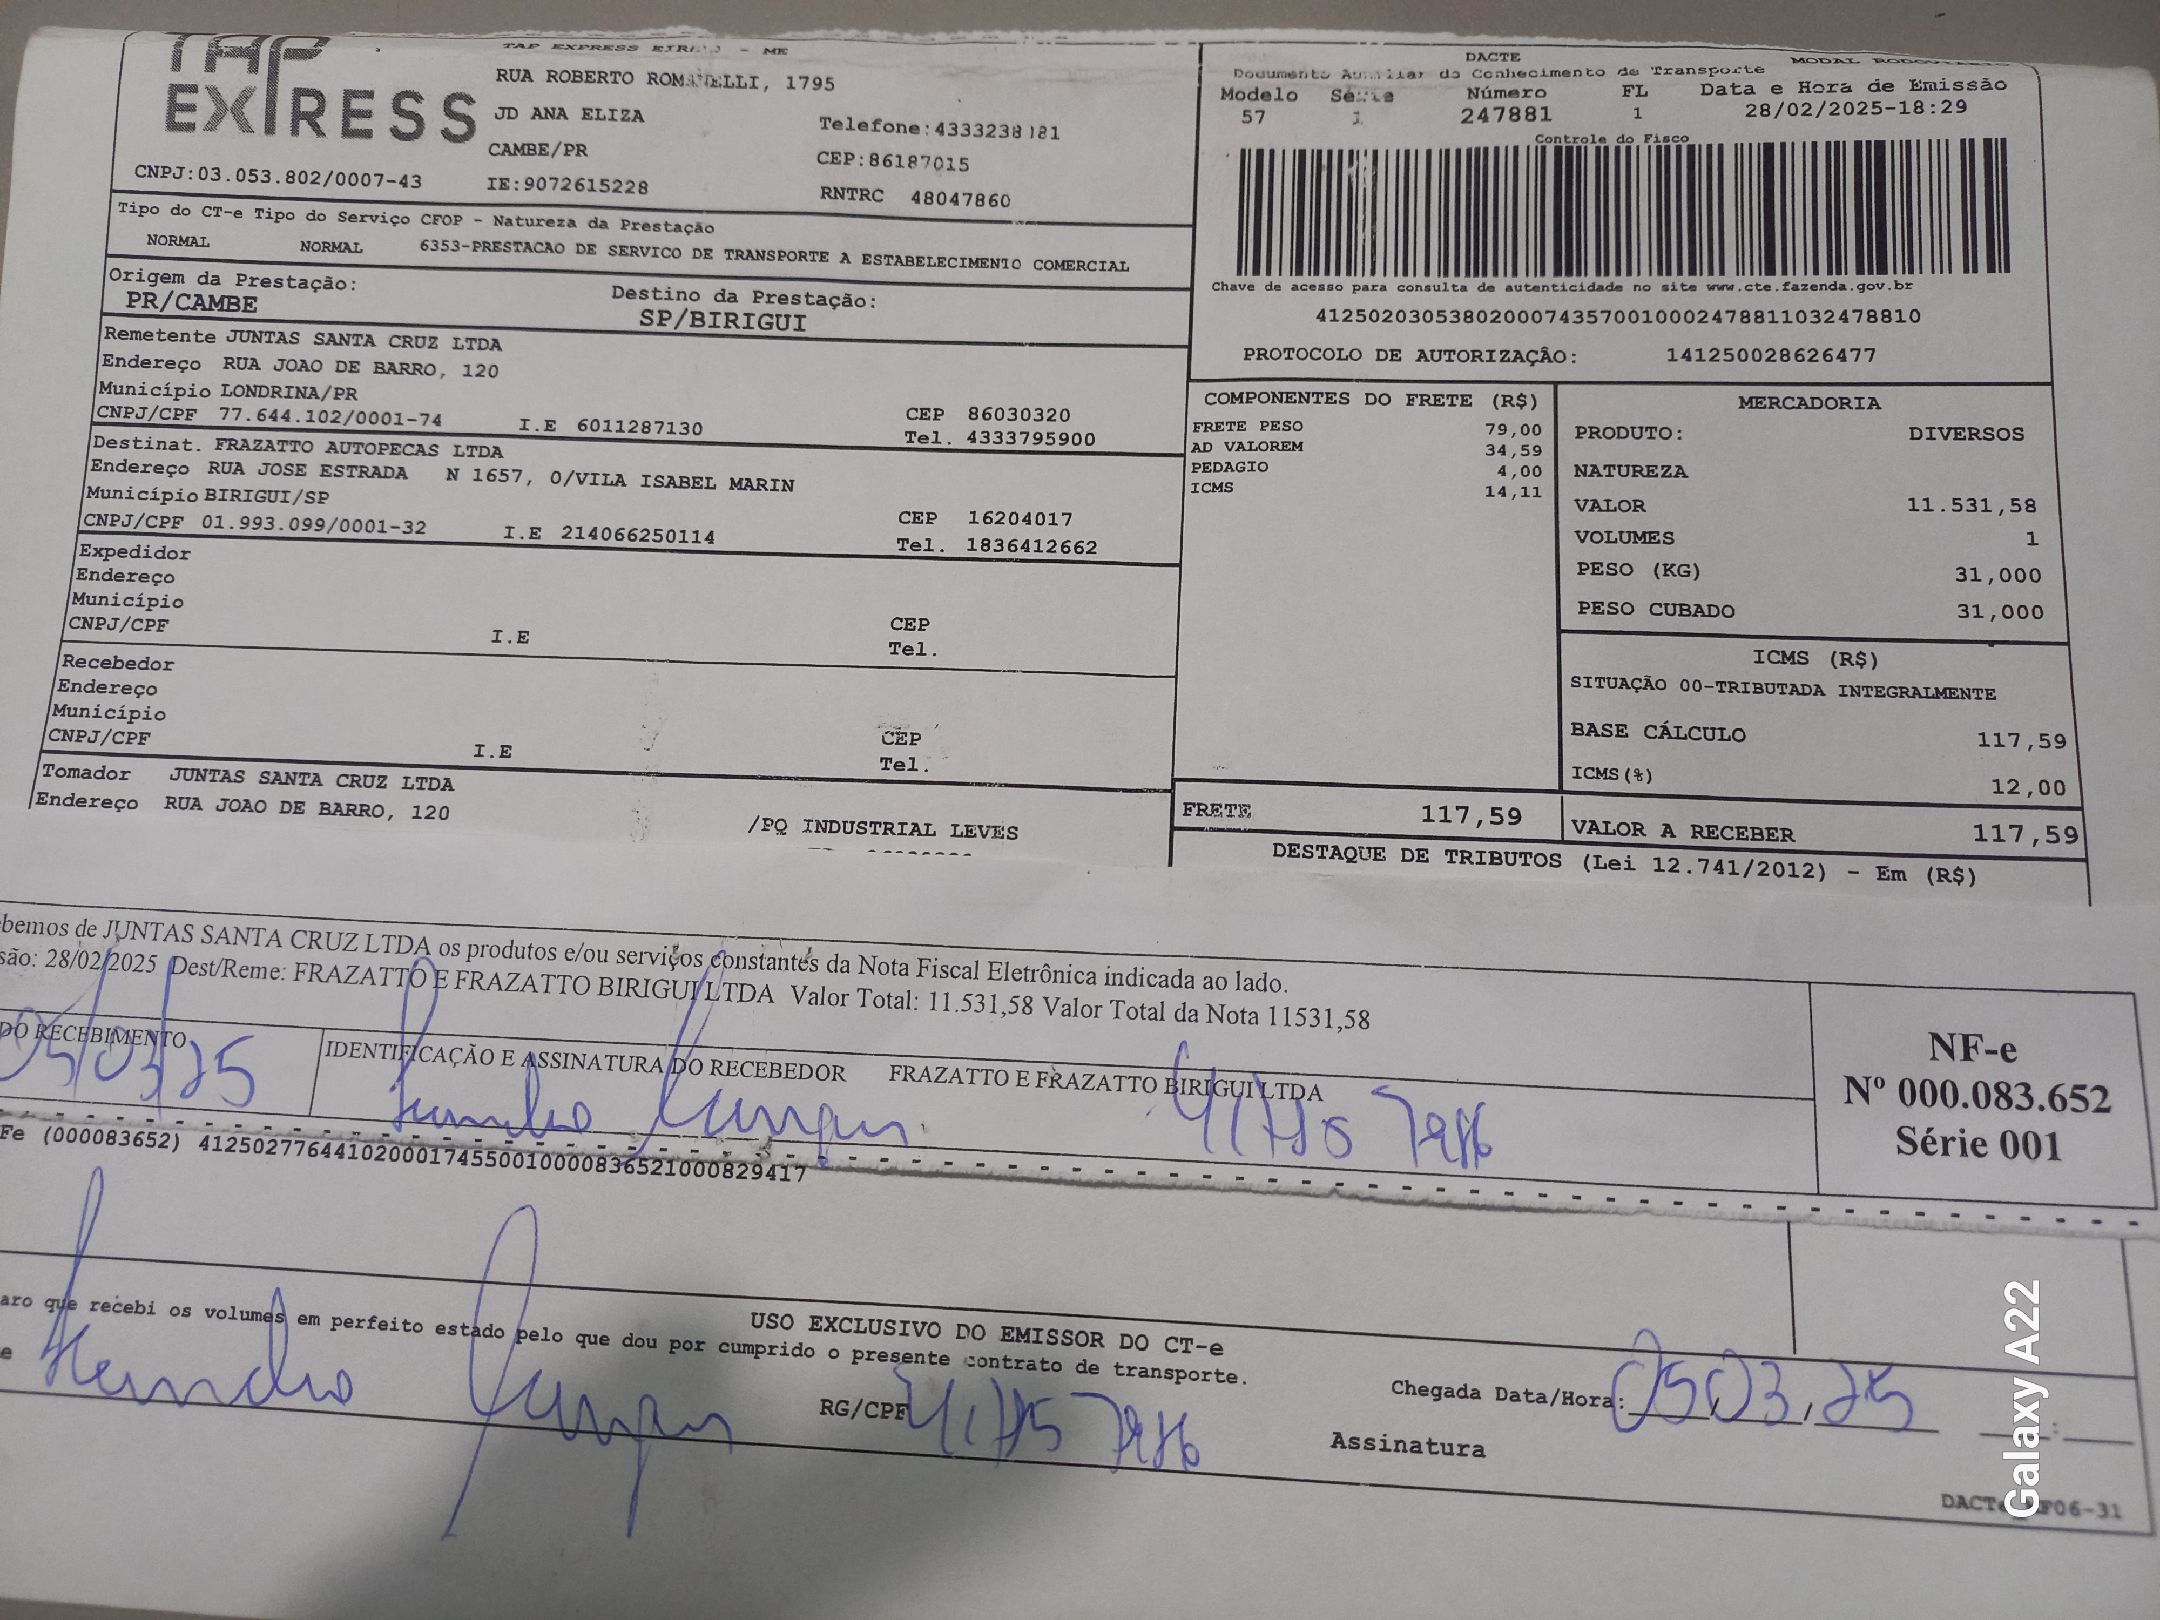 TAP
EXPRESS
TAP EXPRESS - ME
RUA ROBERTO ROMANELLI, 1795
JD ANA ELIZA
Telefone:4333238181
CAMBE/PR
CEP:86187015
CNPJ:03.053.802/0007-43
IE:9072615228
RNTRC 48047860
DACTE
Documento Auxiliar do Conhecimento de Transporte
MODAL
Modelo Série Número FL Data e Hora de Emissão
57 1 247881 1 28/02/2025-18:29
Controle do Fisco
Chave de acesso para consulta de autenticidade no site www.cte.fazenda.gov.br
41250203053802000743570010002478811032478810
PROTOCOLO DE AUTORIZAÇÃO: 141250028626477
Tipo do CT-e Tipo do Serviço CFOP - Natureza da Prestação
NORMAL NORMAL 6353-PRESTACAO DE SERVICO DE TRANSPORTE A ESTABELECIMENTO COMERCIAL
Origem da Prestação: Destino da Prestação:
PR/CAMBE SP/BIRIGUI
Remetente JUNTAS SANTA CRUZ LTDA
Endereço RUA JOAO DE BARRO, 120
Município LONDRINA/PR CEP 86030320
CNPJ/CPF 77.644.102/0001-74 I.E 6011287130 Tel. 4333795900
Destinat. FRAZATTO AUTOPECAS LTDA
Endereço RUA JOSE ESTRADA N 1657, 0/VILA ISABEL MARIN
Município BIRIGUI/SP CEP 16204017
CNPJ/CPF 01.993.099/0001-32 I.E 214066250114 Tel. 1836412662
Expedidor
Endereço
Município CEP
CNPJ/CPF I.E Tel.
Recebedor
Endereço
Município CEP
CNPJ/CPF I.E Tel.
Tomador JUNTAS SANTA CRUZ LTDA
Endereço RUA JOAO DE BARRO, 120 /PQ INDUSTRIAL LEVES
COMPONENTES DO FRETE (R$)
FRETE PESO 79,00
AD VALOREM 34,59
PEDAGIO 4,00
ICMS 14,11
FRETE 117,59
MERCADORIA
PRODUTO: DIVERSOS
NATUREZA
VALOR 11.531,58
VOLUMES 1
PESO (KG) 31,000
PESO CUBADO 31,000
ICMS (R$)
SITUAÇÃO 00-TRIBUTADA INTEGRALMENTE
BASE CÁLCULO 117,59
ICMS(%) 12,00
VALOR A RECEBER 117,59
DESTAQUE DE TRIBUTOS (Lei 12.741/2012) - Em (R$)
bemos de JUNTAS SANTA CRUZ LTDA os produtos e/ou serviços constantes da Nota Fiscal Eletrônica indicada ao lado.
são: 28/02/2025 Dest/Reme: FRAZATTO E FRAZATTO BIRIGUI LTDA Valor Total: 11.531,58 Valor Total da Nota 11531,58
DO RECEBIMENTO IDENTIFICAÇÃO E ASSINATURA DO RECEBEDOR FRAZATTO E FRAZATTO BIRIGUI LTDA
05/03/25
NF-e
Nº 000.083.652
Série 001
Fe (000083652) 41250277644102000174550010000836521000829417
USO EXCLUSIVO DO EMISSOR DO CT-e
aro que recebi os volumes em perfeito estado pelo que dou por cumprido o presente contrato de transporte.
e RG/CPF Chegada Data/Hora: 05/03/25 __:__
Assinatura
F06-31
Galaxy A22